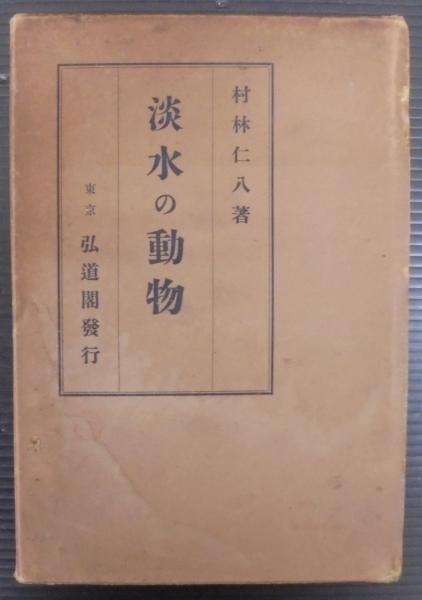 村林仁八著
淡水の動物
東京 弘道閣發行